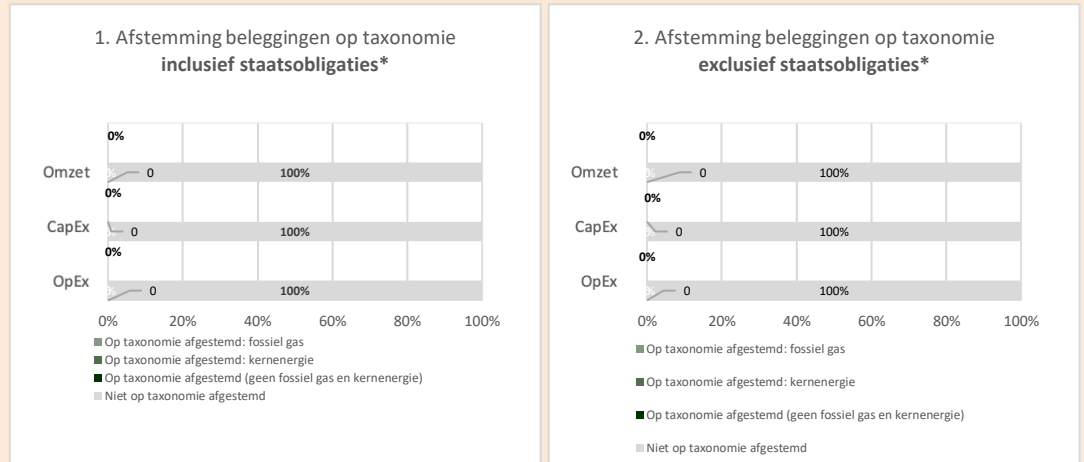 1. Afstemming beleggingen op taxonomie
inclusief staatsobligaties*
0%
Omzet 0% 0 100%
0%
CapEx 0 100%
0%
OpEx 0% 0 100%
0% 20% 40% 60% 80% 100%
Op taxonomie afgestemd: fossiel gas
Op taxonomie afgestemd: kernenergie
Op taxonomie afgestemd (geen fossiel gas en kernenergie)
Niet op taxonomie afgestemd
2. Afstemming beleggingen op taxonomie
exclusief staatsobligaties*
0%
Omzet 0% 0 100%
0%
CapEx 0 100%
0%
OpEx 0% 0 100%
0% 20% 40% 60% 80% 100%
Op taxonomie afgestemd: fossiel gas
Op taxonomie afgestemd: kernenergie
Op taxonomie afgestemd (geen fossiel gas en kernenergie)
Niet op taxonomie afgestemd